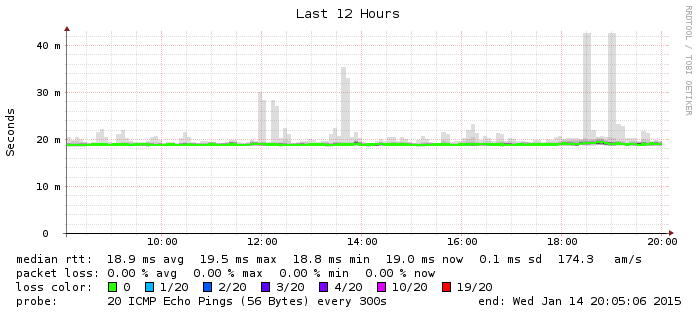 Last 12 Hours
RRDTOOL / TOBI OETIKER
Seconds
40 m
30 m
20 m
10 m
0
10:00 12:00 14:00 16:00 18:00 20:00
median rtt: 18.9 ms avg 19.5 ms max 18.8 ms min 19.0 ms now 0.1 ms sd 174.3 am/s
packet loss: 0.00 % avg 0.00 % max 0.00 % min 0.00 % now
loss color: 0 1/20 2/20 3/20 4/20 10/20 19/20
probe: 20 ICMP Echo Pings (56 Bytes) every 300s end: Wed Jan 14 20:05:06 2015